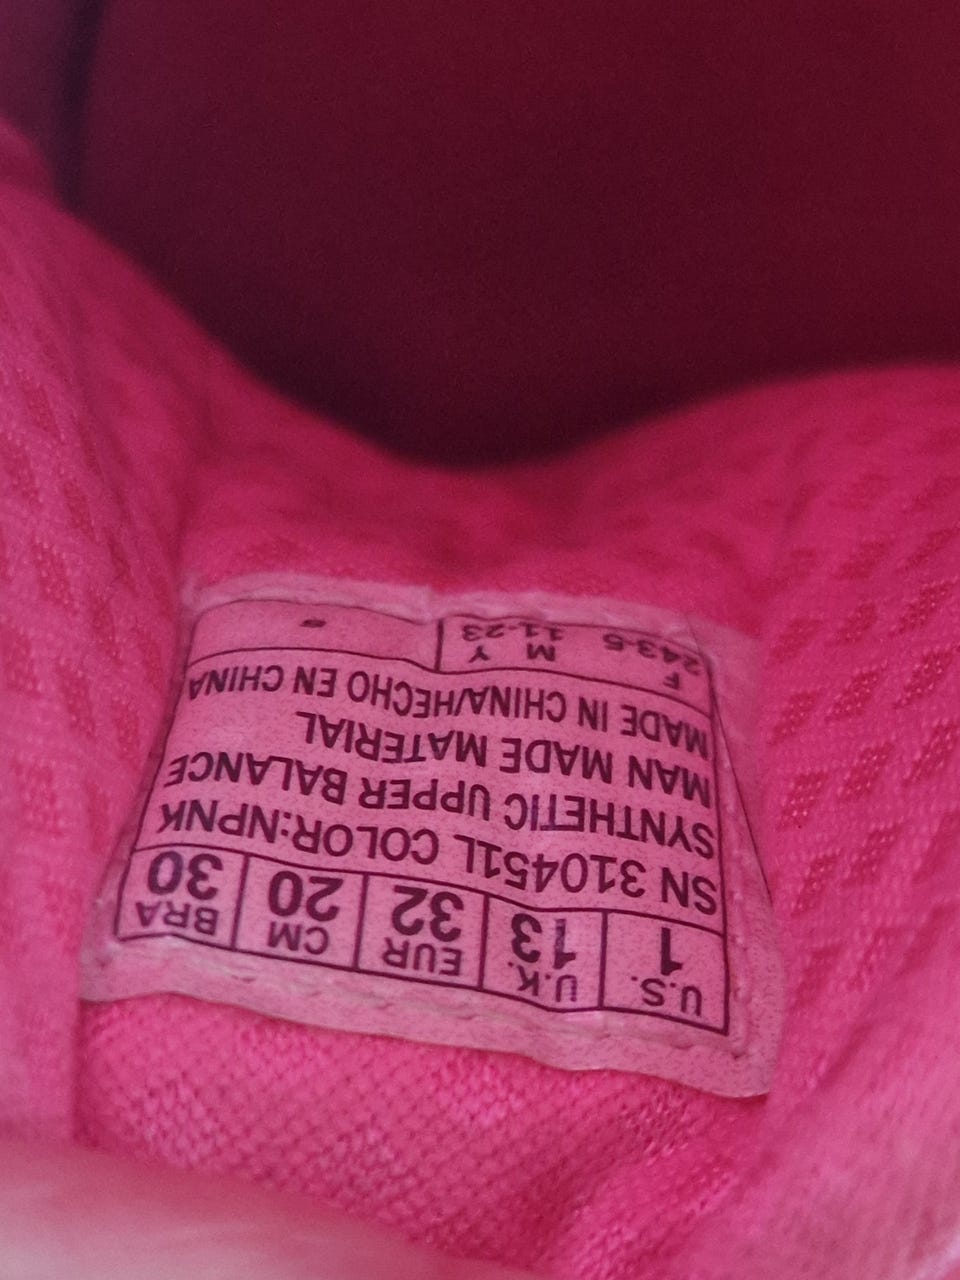 U.S. U.K. EUR CM BRA
1 13 32 20 30
SN 310451L COLOR:NPNK
SYNTHETIC UPPER BALANCE
MAN MADE MATERIAL
MADE IN CHINA/HECHO EN CHINA
F M Y
243-6 11-23